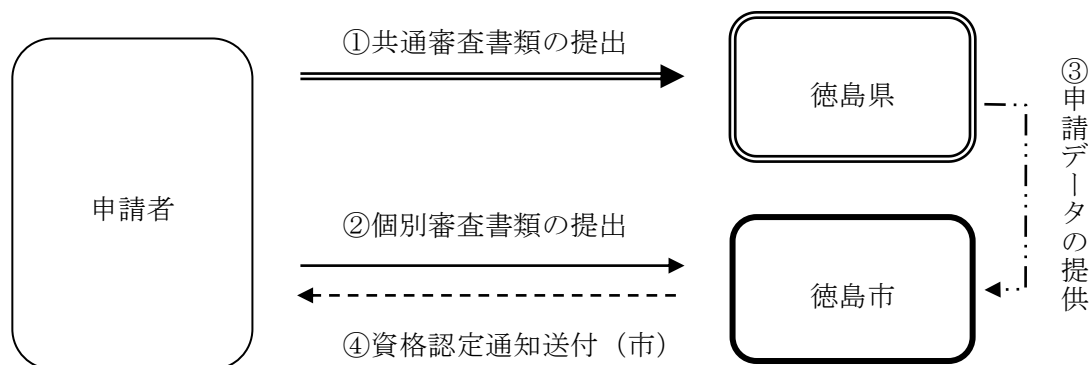 ①共通審査書類の提出
徳島県
③申請データの提供
申請者
②個別審査書類の提出
徳島市
④資格認定通知送付（市）